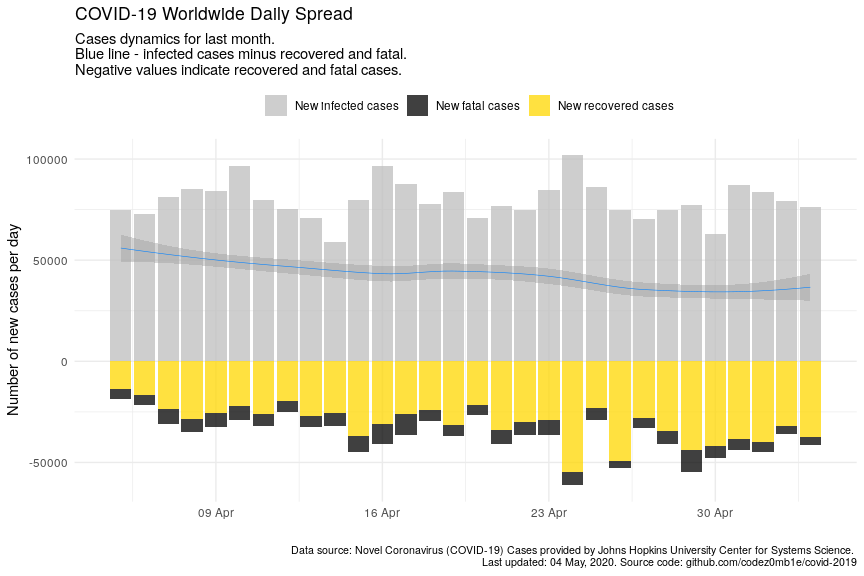 COVID-19 Worldwide Daily Spread
Cases dynamics for last month.
Blue line - infected cases minus recovered and fatal.
Negative values indicate recovered and fatal cases.
New infected cases New fatal cases New recovered cases
Number of new cases per day
100000
50000
0
-50000
09 Apr 16 Apr 23 Apr 30 Apr
Data source: Novel Coronavirus (COVID-19) Cases provided by Johns Hopkins University Center for Systems Science.
Last updated: 04 May, 2020. Source code: github.com/codez0mb1e/covid-2019